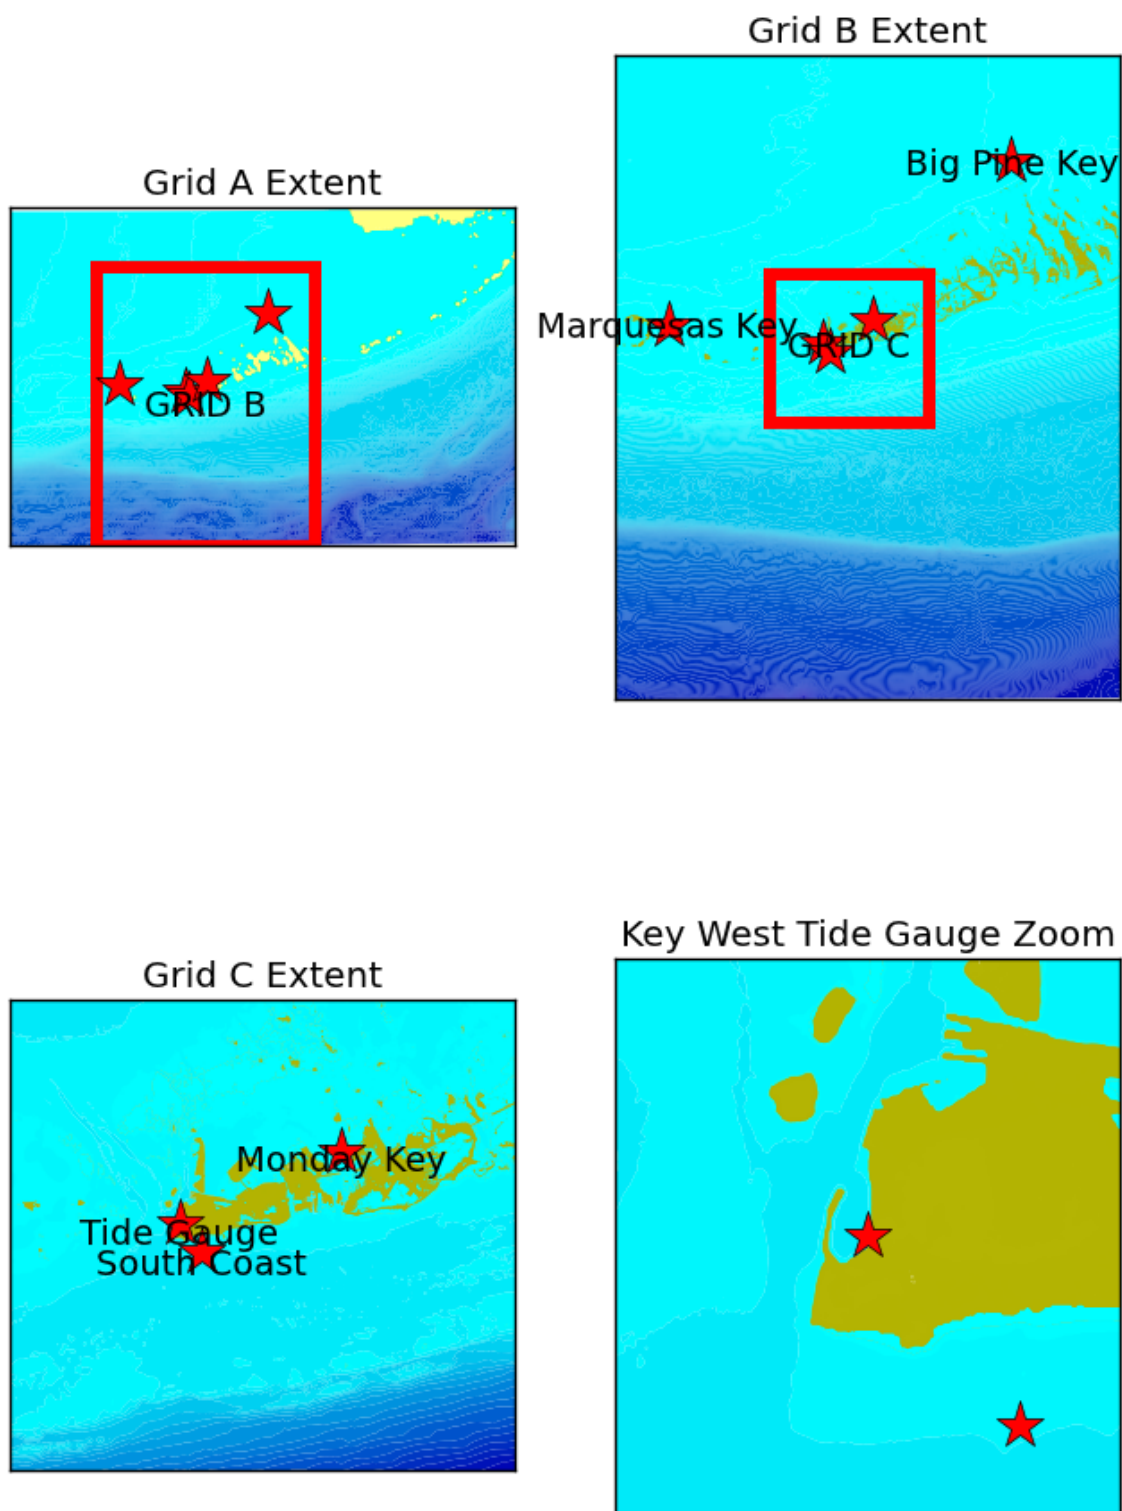 Grid B Extent
Big Pine Key
Marquesas Key
GRID C
Grid A Extent
GRID B
Key West Tide Gauge Zoom
Grid C Extent
Monday Key
Tide Gauge
South Coast